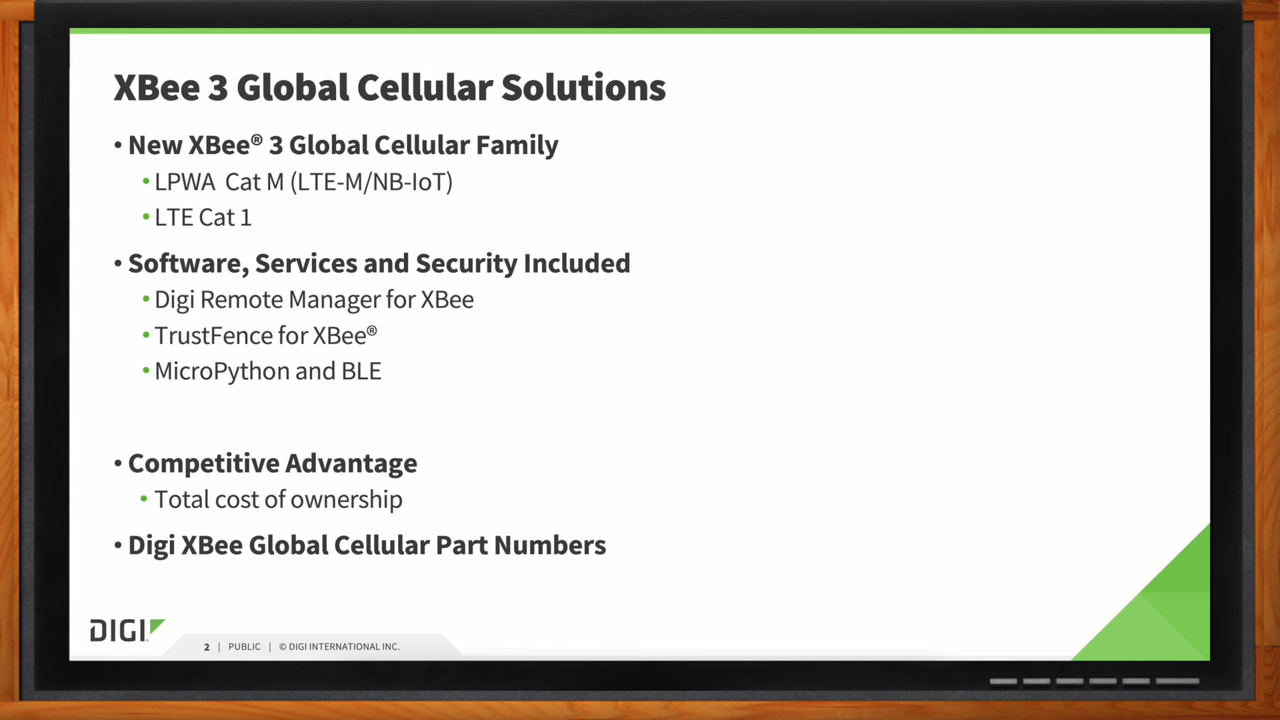 XBee 3 Global Cellular Solutions
• New XBee® 3 Global Cellular Family
• LPWA Cat M (LTE-M/NB-IoT)
• LTE Cat 1
• Software, Services and Security Included
• Digi Remote Manager for XBee
• TrustFence for XBee®
• MicroPython and BLE
• Competitive Advantage
• Total cost of ownership
• Digi XBee Global Cellular Part Numbers
DIGI
2 | PUBLIC | © DIGI INTERNATIONAL INC.